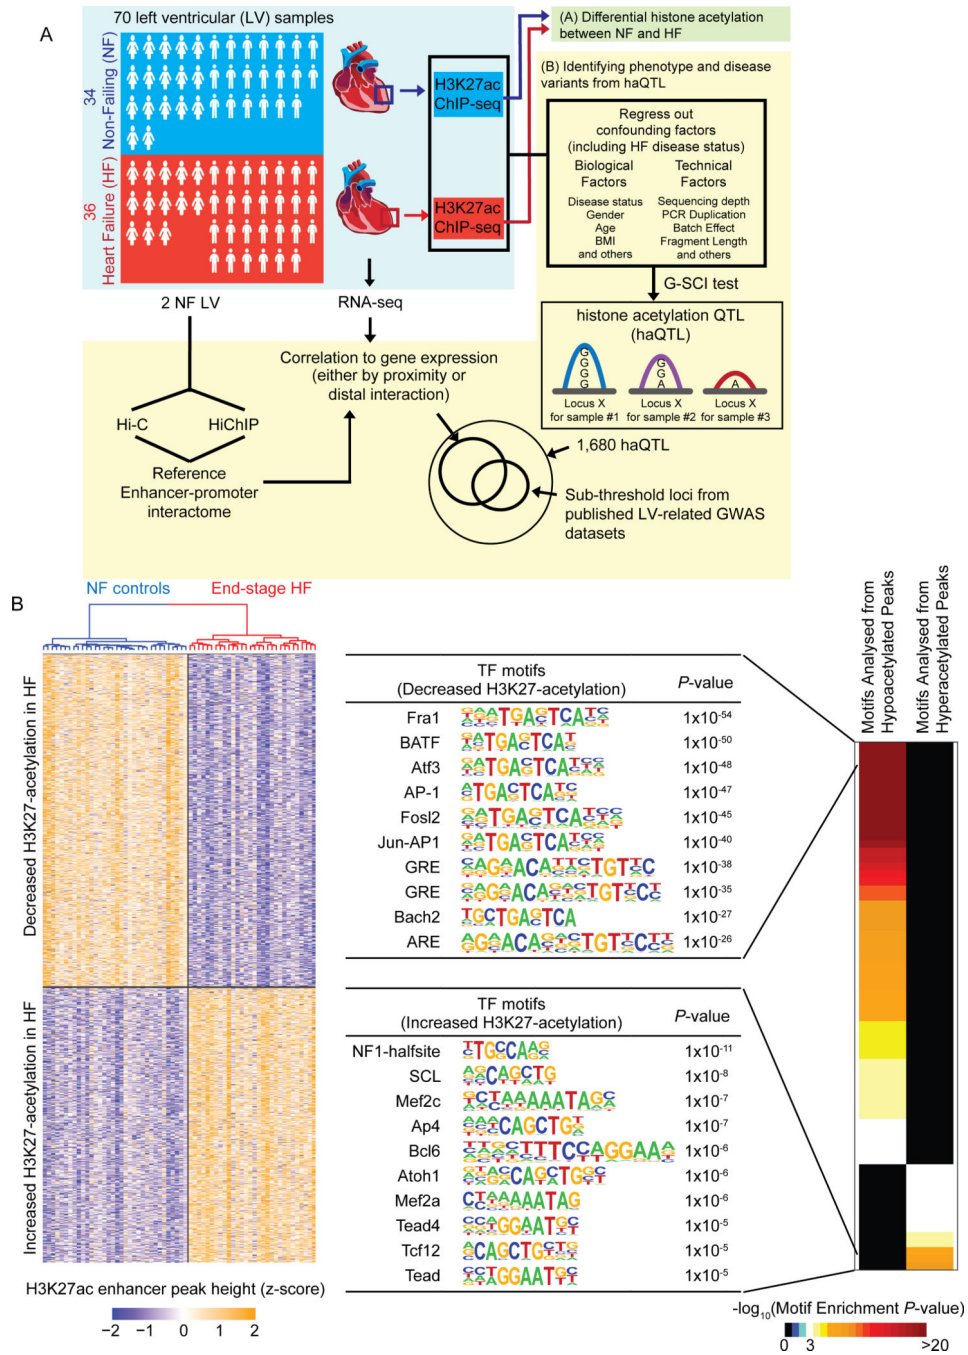 A
70 left ventricular (LV) samples
34
Non-Failing (NF)
36
Heart Failure (HF)
H3K27ac
ChIP-seq
H3K27ac
ChIP-seq
(A) Differential histone acetylation
between NF and HF
(B) Identifying phenotype and disease
variants from haQTL
Regress out
confounding factors
(including HF disease status)
Biological
Factors
Disease status
Gender
Age
BMI
and others
Technical
Factors
Sequencing depth
PCR Duplication
Batch Effect
Fragment Length
and others
G-SCI test
histone acetylation QTL
(haQTL)
G
G
G
G
Locus X
for sample #1
G
G
A
Locus X
for sample #2
A
Locus X
for sample #3
2 NF LV
RNA-seq
Correlation to gene expression
(either by proximity or
distal interaction)
Hi-C
HiChIP
Reference
Enhancer-promoter
interactome
1,680 haQTL
Sub-threshold loci from
published LV-related GWAS
datasets
B
NF controls
End-stage HF
Decreased H3K27-acetylation in HF
Increased H3K27-acetylation in HF
H3K27ac enhancer peak height (z-score)
−2 −1 0 1 2
TF motifs
(Decreased H3K27-acetylation)
P-value
Fra1 1x10-54
BATF 1x10-50
Atf3 1x10-48
AP-1 1x10-47
Fosl2 1x10-45
Jun-AP1 1x10-40
GRE 1x10-38
GRE 1x10-35
Bach2 1x10-27
ARE 1x10-26
TF motifs
(Increased H3K27-acetylation)
P-value
NF1-halfsite 1x10-11
SCL 1x10-8
Mef2c 1x10-7
Ap4 1x10-7
Bcl6 1x10-6
Atoh1 1x10-6
Mef2a 1x10-6
Tead4 1x10-5
Tcf12 1x10-5
Tead 1x10-5
Motifs Analysed from
Hypoacetylated Peaks
Motifs Analysed from
Hyperacetylated Peaks
-log10(Motif Enrichment P-value)
0 3 >20